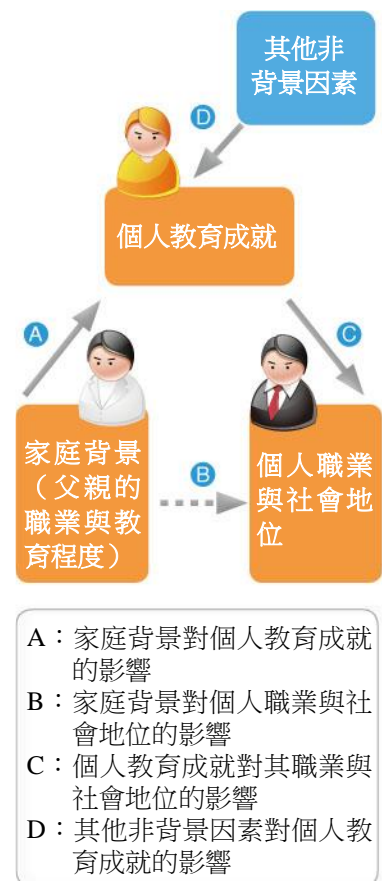 其他非
背景因素
D
個人教育成就
A
C
家庭背景
（父親的
職業與教
育程度）
B
個人職業
與社會地
位
A：家庭背景對個人教育成就
的影響
B：家庭背景對個人職業與社
會地位的影響
C：個人教育成就對其職業與
社會地位的影響
D：其他非背景因素對個人教
育成就的影響